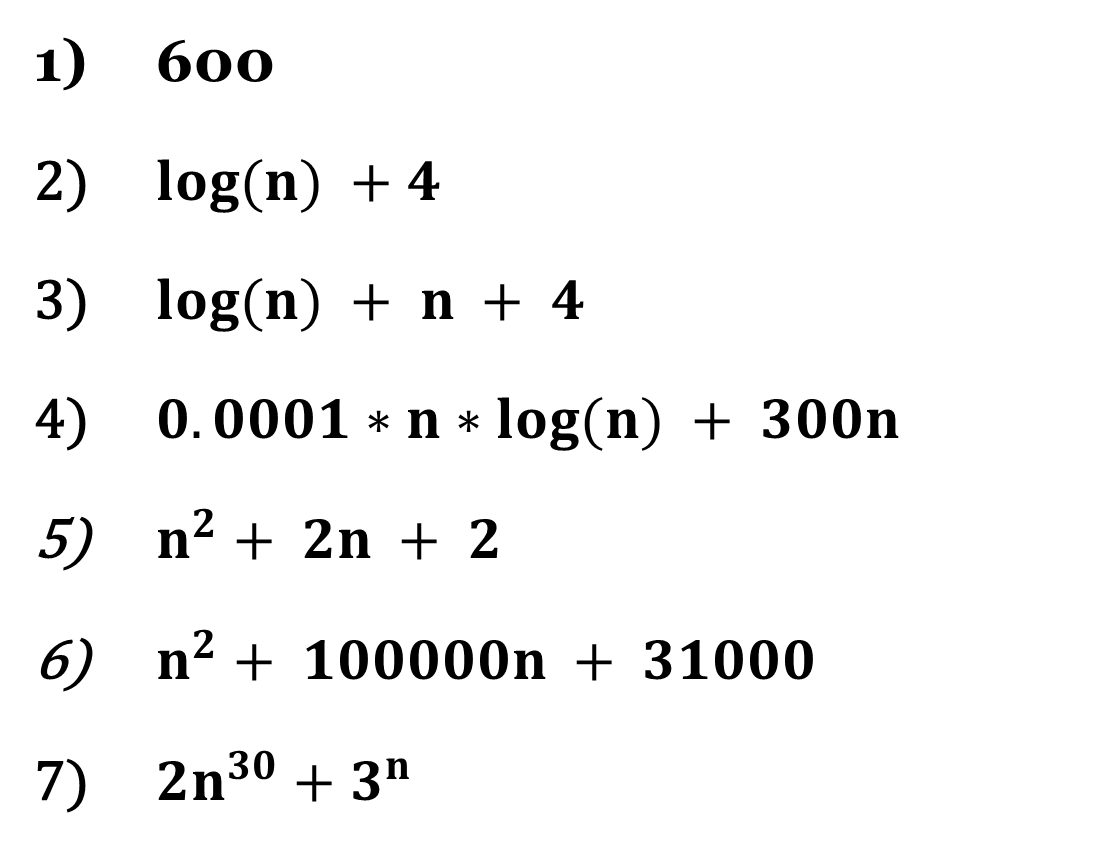 1) 600
2) log(n) + 4
3) log(n) + n + 4
4) 0.0001 * n * log(n) + 300n
5) n² + 2n + 2
6) n² + 100000n + 31000
7) 2n³⁰ + 3ⁿ